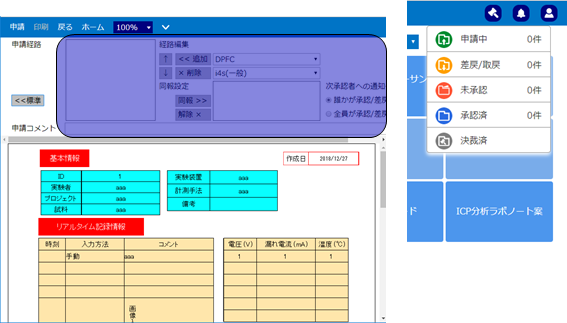 申請 印刷 戻る ホーム 100%
申請経路
経路編集
↑ << 追加 DPFC
↓ × 削除 i4s(一般)
<<標準
同報設定
次承認者への通知
同報 >>
誰かが承認/差戻
解除 ×
全員が承認/差戻
申請コメント
基本情報
作成日 2018/12/27
ID 1
実験者 aaa
プロジェクト aaa
試料 aaa
実験装置 aaa
計測手法 aaa
備考
リアルタイム記録情報
時刻 入力方法 コメント
手動 aaa
画像
電圧(V) 漏れ電流(mA) 温度(℃)
1 1 1
申請中 0件
差戻/取戻 0件
未承認 0件
承認済 0件
決裁済
サン
ド
ICP分析ラボノート案